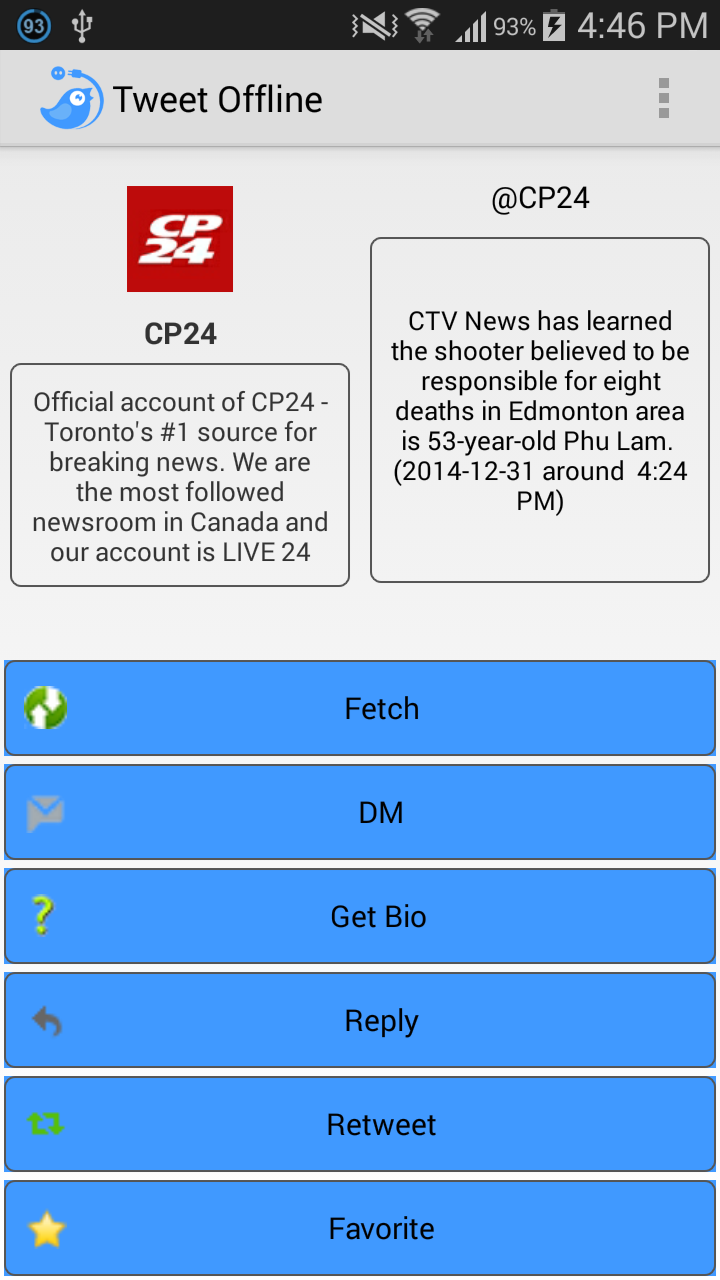 93
93%
4:46 PM
Tweet Offline
CP
24
CP24
Official account of CP24 -
Toronto's #1 source for
breaking news. We are
the most followed
newsroom in Canada and
our account is LIVE 24
@CP24
CTV News has learned
the shooter believed to be
responsible for eight
deaths in Edmonton area
is 53-year-old Phu Lam.
(2014-12-31 around  4:24
PM)
Fetch
DM
Get Bio
Reply
Retweet
Favorite